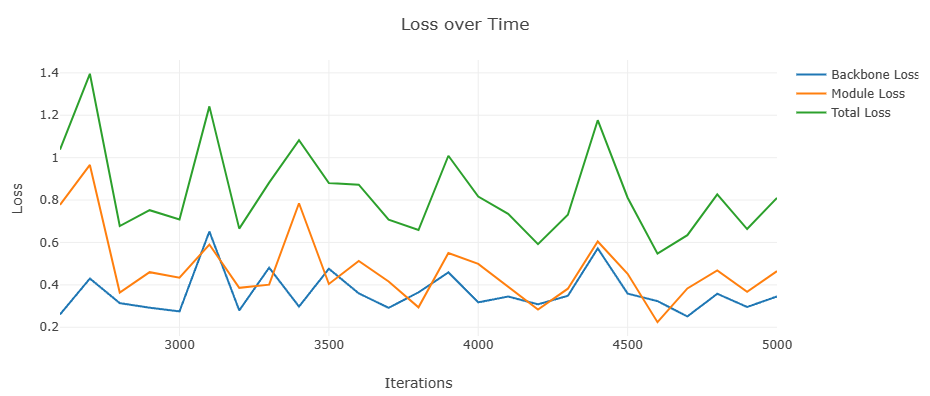 Loss over Time
1.4
1.2
1
0.8
0.6
0.4
0.2
Loss
3000
3500
4000
4500
5000
Iterations
Backbone Loss
Module Loss
Total Loss